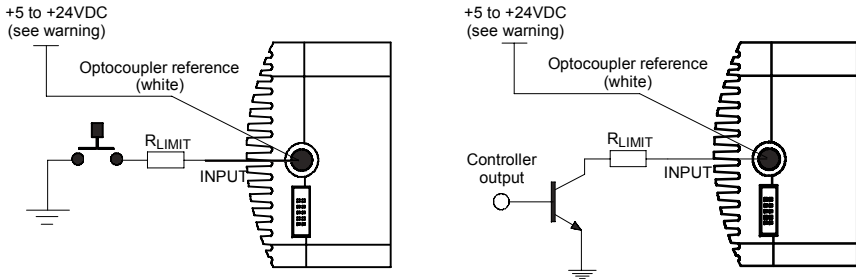 +5 to +24VDC
(see warning)
Optocoupler reference
(white)
RLIMIT
INPUT
+5 to +24VDC
(see warning)
Optocoupler reference
(white)
RLIMIT
Controller
output
INPUT